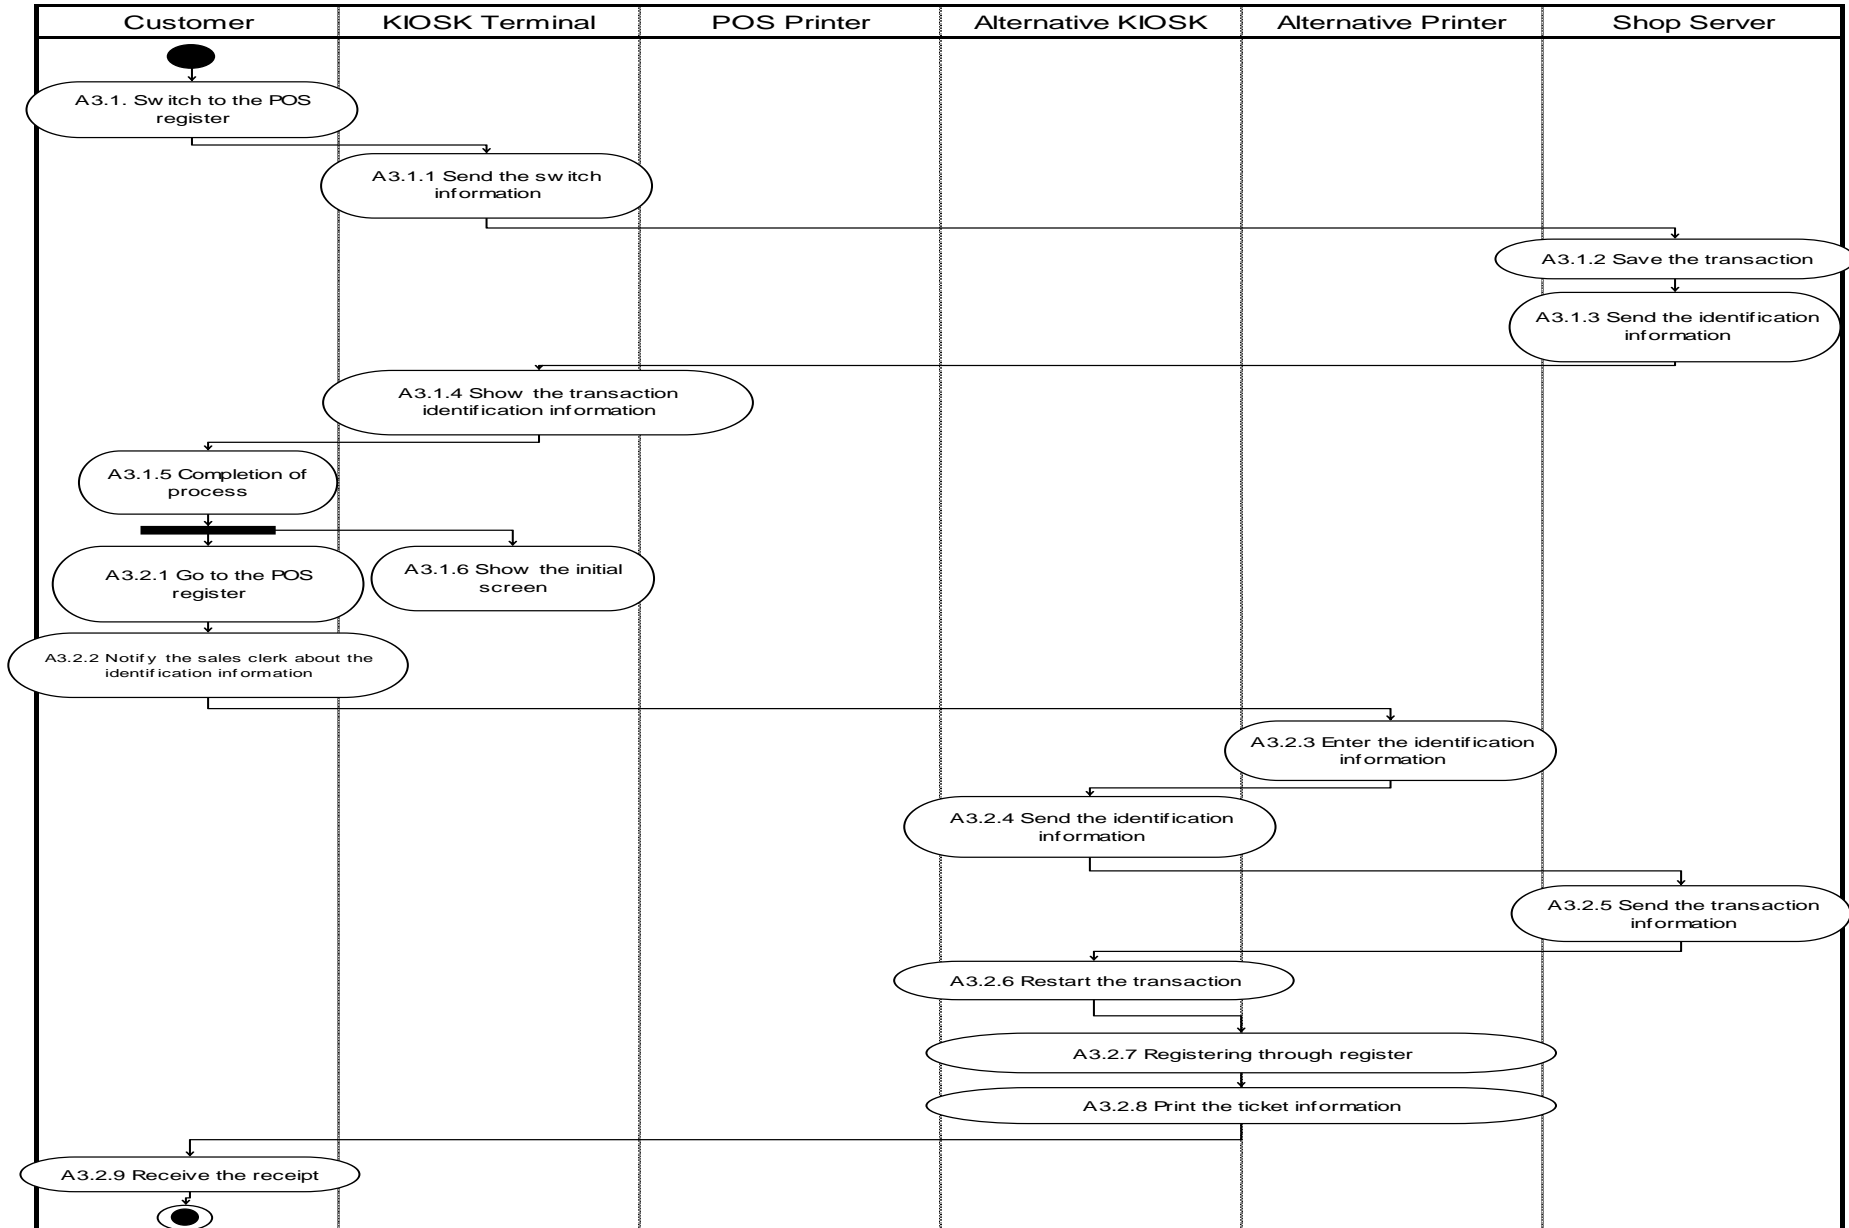 Customer
KIOSK Terminal
POS Printer
Alternative KIOSK
Alternative Printer
Shop Server
A3.1. Switch to the POS
register
A3.1.1 Send the switch
information
A3.1.2 Save the transaction
A3.1.3 Send the identification
information
A3.1.4 Show the transaction
identification information
A3.1.5 Completion of
process
A3.2.1 Go to the POS
register
A3.1.6 Show the initial
screen
A3.2.2 Notify the sales clerk about the
identification information
A3.2.3 Enter the identification
information
A3.2.4 Send the identification
information
A3.2.5 Send the transaction
information
A3.2.6 Restart the transaction
A3.2.7 Registering through register
A3.2.8 Print the ticket information
A3.2.9 Receive the receipt